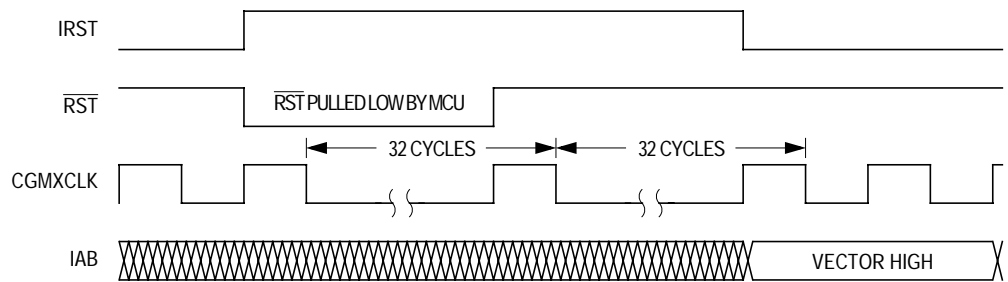 IRST
RST
RST PULLED LOW BY MCU
32 CYCLES
32 CYCLES
CGMXCLK
IAB
VECTOR HIGH